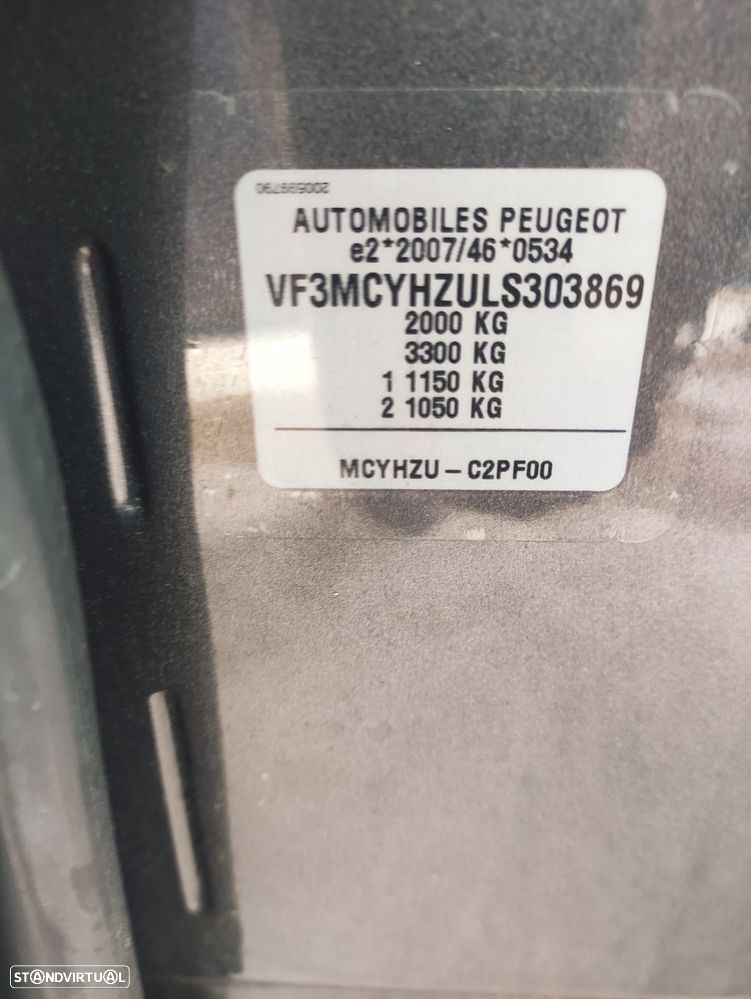 200599790
AUTOMOBILES PEUGEOT
e2*2007/46*0534
VF3MCYHZULS303869
2000 KG
3300 KG
1 1150 KG
2 1050 KG
MCYHZU - C2PF00
STANDVIRTUAL